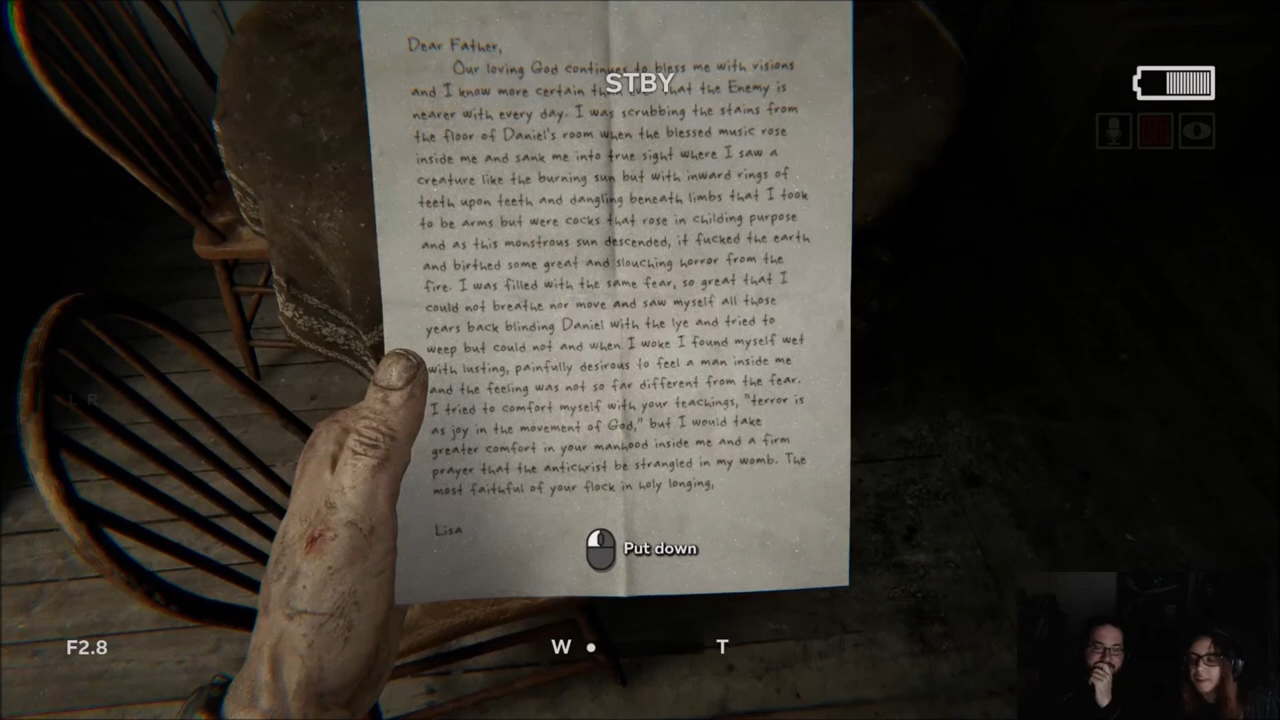 Dear Father,
Our loving God continues to bless me with visions
STBY
and I know more certain than ever that the Enemy is
nearer with every day. I was scrubbing the stains from
the floor of Daniel's room when the blessed music rose
inside me and sank me into true sight where I saw a
creature like the burning sun but with inward rings of
teeth upon teeth and dangling beneath limbs that I took
to be arms but were cocks that rose in childing purpose
and as this monstrous sun descended, it fucked the earth
and birthed some great and slouching horror from the
fire. I was filled with the same fear, so great that I
could not breathe nor move and saw myself all those
years back blinding Daniel with the lye and tried to
weep but could not and when I woke I found myself wet
with lusting, painfully desirous to feel a man inside me
and the feeling was not so far different from the fear.
L R
I tried to comfort myself with your teachings, "terror is
as joy in the movement of God," but I would take
greater comfort in your manhood inside me and a firm
prayer that the antichrist be strangled in my womb. The
most faithful of your flock in holy longing,
Lisa
Put down
F2.8
W T